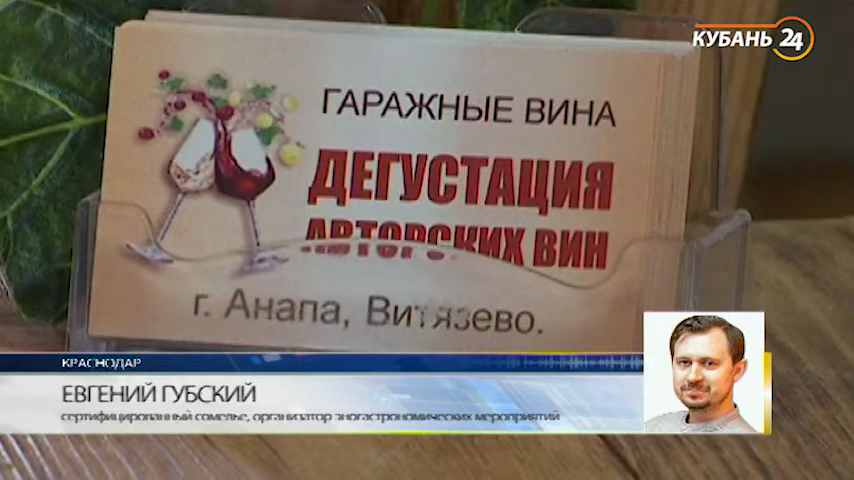 КУБАНЬ 24
ГАРАЖНЫЕ ВИНА
ДЕГУСТАЦИЯ
АВТОРСКИХ ВИН
г. Анапа, Витязево.
КРАСНОДАР
ЕВГЕНИЙ ГУБСКИЙ
сертифицированный сомелье, организатор эногастрономических мероприятий